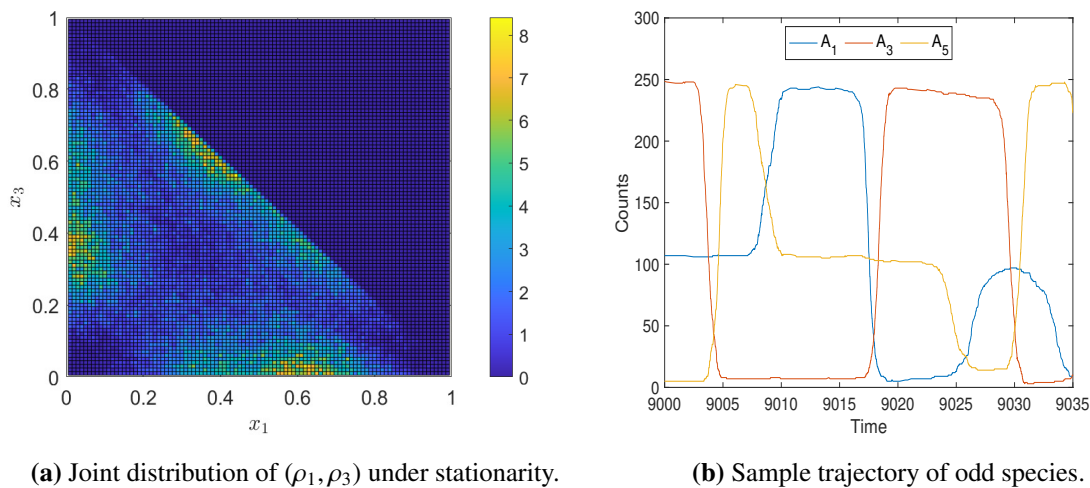 1
0.8
0.6
0.4
0.2
0
x₃
0 0.2 0.4 0.6 0.8 1
x₁
8
7
6
5
4
3
2
1
0
300
250
200
150
100
50
0
Counts
A₁ A₃ A₅
9000 9005 9010 9015 9020 9025 9030 9035
Time
(a) Joint distribution of (ρ₁, ρ₃) under stationarity.
(b) Sample trajectory of odd species.